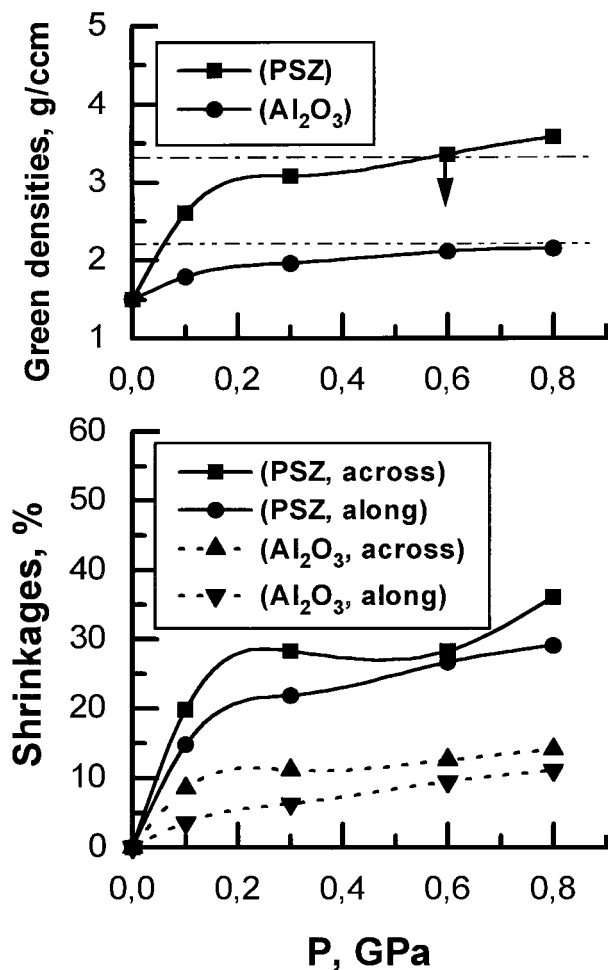 Green densities, g/ccm
5
4
3
2
1
(PSZ)
(Al₂O₃)
0,0 0,2 0,4 0,6 0,8
Shrinkages, %
60
50
40
30
20
10
0
(PSZ, across)
(PSZ, along)
(Al₂O₃, across)
(Al₂O₃, along)
0,0 0,2 0,4 0,6 0,8
P, GPa